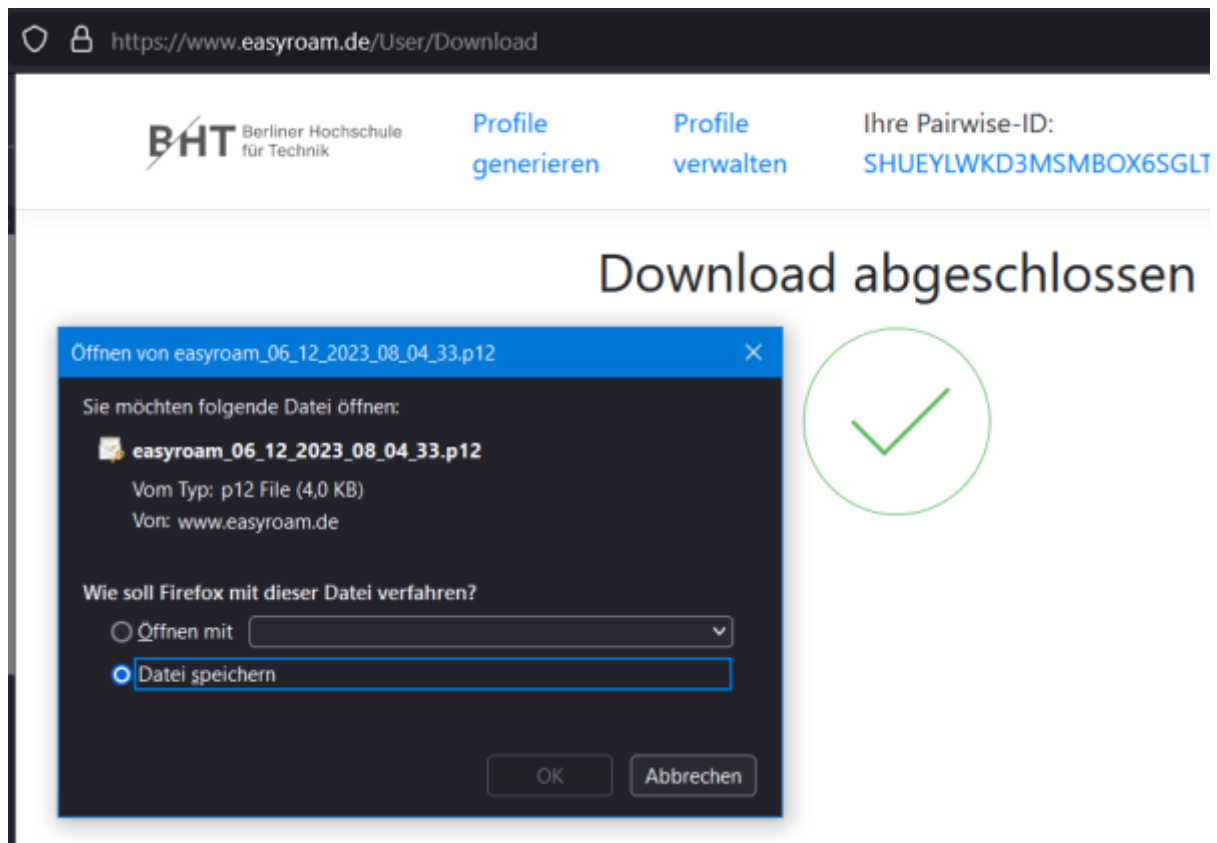 https://www.easyroam.de/User/Download
BHT Berliner Hochschule
für Technik
Profile
generieren
Profile
verwalten
Ihre Pairwise-ID:
SHUEYLWKD3MSMBOX6SGLT
Download abgeschlossen
Öffnen von easyroam_06_12_2023_08_04_33.p12
Sie möchten folgende Datei öffnen:
easyroam_06_12_2023_08_04_33.p12
Vom Typ: p12 File (4,0 KB)
Von: www.easyroam.de
Wie soll Firefox mit dieser Datei verfahren?
Öffnen mit
Datei speichern
OK
Abbrechen